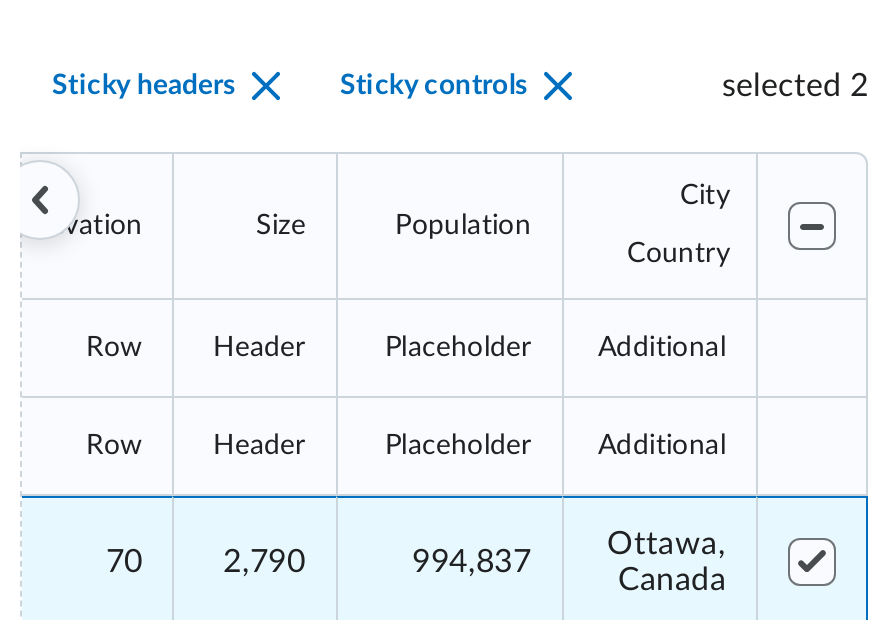 Sticky headers Sticky controls selected 2
vation Size Population City
Country
Row Header Placeholder Additional
Row Header Placeholder Additional
70 2,790 994,837 Ottawa,
Canada